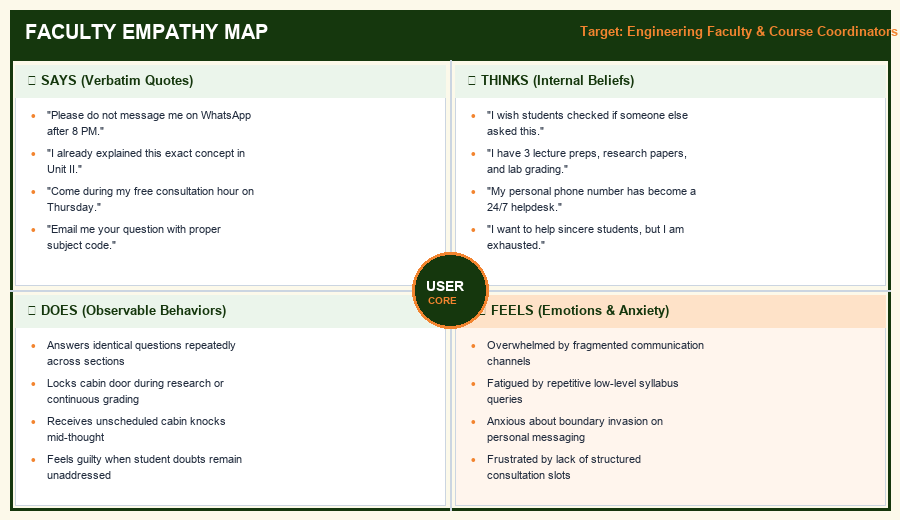 FACULTY EMPATHY MAP
Target: Engineering Faculty & Course Coordinators
SAYS (Verbatim Quotes)
• "Please do not message me on WhatsApp
after 8 PM."
• "I already explained this exact concept in
Unit II."
• "Come during my free consultation hour on
Thursday."
• "Email me your question with proper
subject code."
THINKS (Internal Beliefs)
• "I wish students checked if someone else
asked this."
• "I have 3 lecture preps, research papers,
and lab grading."
• "My personal phone number has become a
24/7 helpdesk."
• "I want to help sincere students, but I am
exhausted."
USER
CORE
DOES (Observable Behaviors)
• Answers identical questions repeatedly
across sections
• Locks cabin door during research or
continuous grading
• Receives unscheduled cabin knocks
mid-thought
• Feels guilty when student doubts remain
unaddressed
FEELS (Emotions & Anxiety)
• Overwhelmed by fragmented communication
channels
• Fatigued by repetitive low-level syllabus
queries
• Anxious about boundary invasion on
personal messaging
• Frustrated by lack of structured
consultation slots